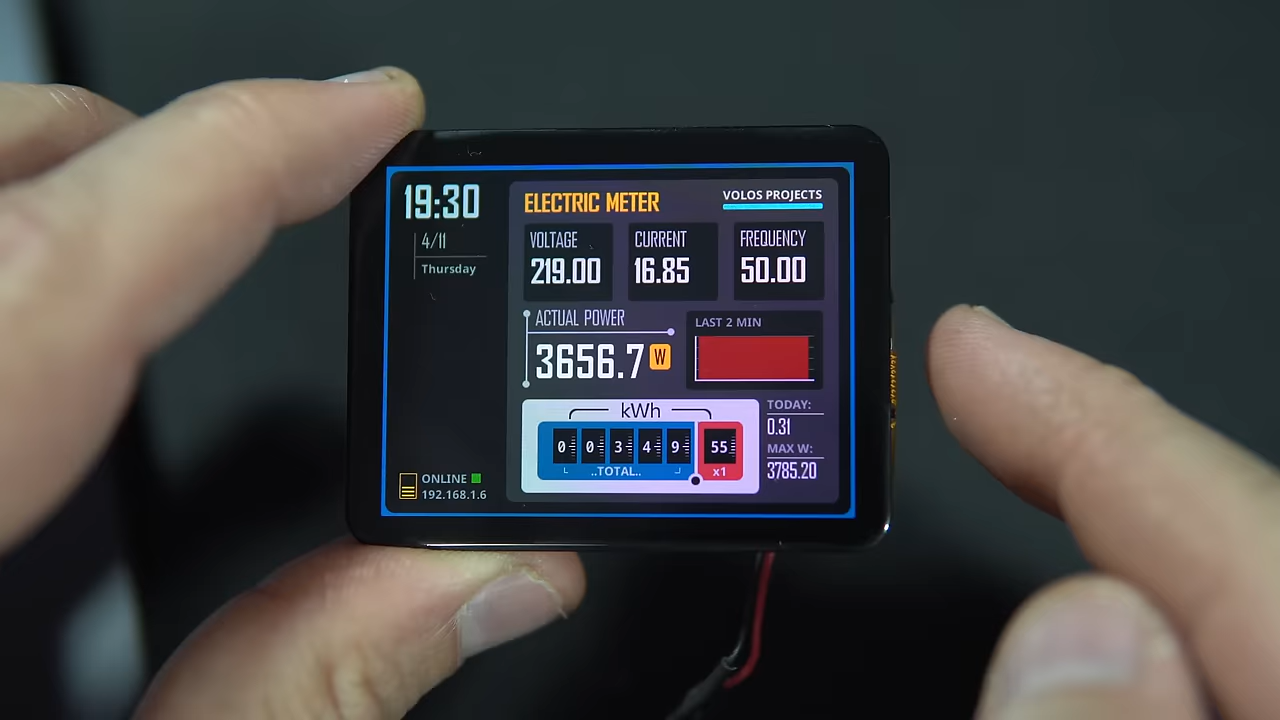 19:30
4/11
Thursday
ONLINE
192.168.1.6
ELECTRIC METER
VOLOS PROJECTS
VOLTAGE
219.00
CURRENT
16.85
FREQUENCY
50.00
ACTUAL POWER
3656.7 W
LAST 2 MIN
kWh
0 0 3 4 9 55
..TOTAL..
x1
TODAY:
0.31
MAX W:
3785.20